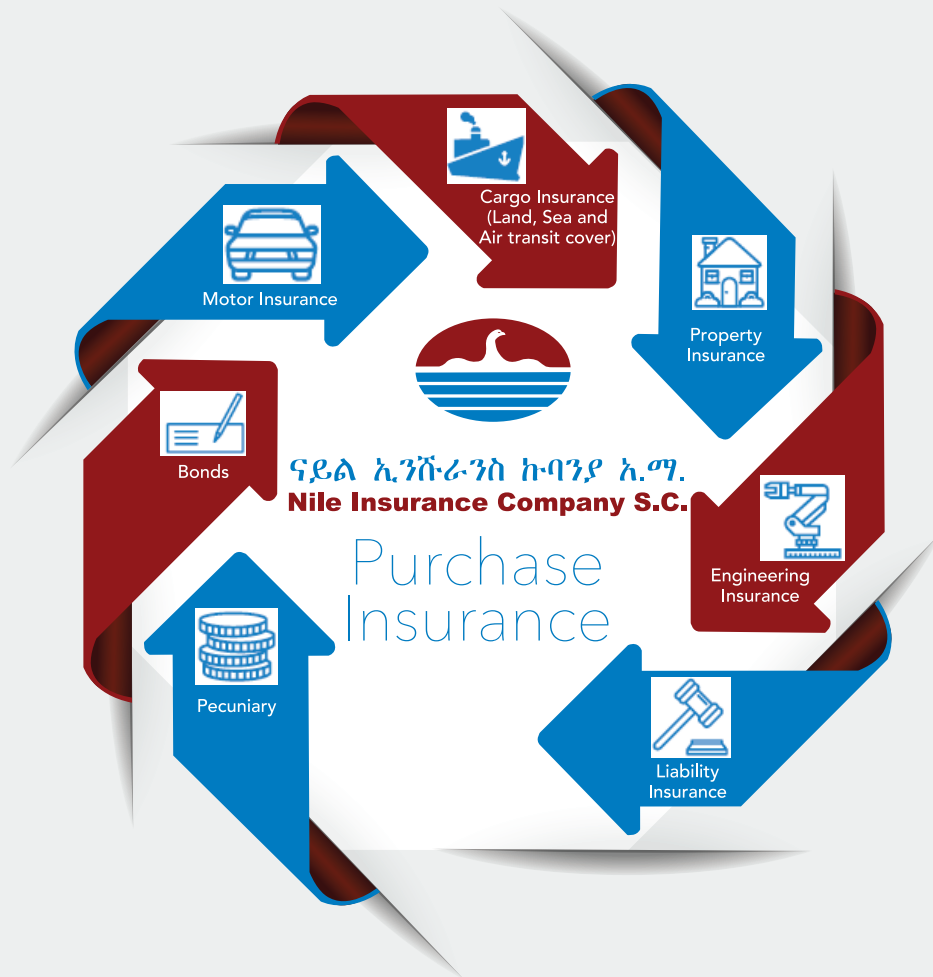 Cargo Insurance
(Land, Sea and
Air transit cover)
Motor Insurance
Property
Insurance
Bonds
ናይል ኢንሹራንስ ኩባንያ አ.ማ.
Nile Insurance Company S.C.
Purchase
Insurance
Engineering
Insurance
Pecuniary
Liability
Insurance